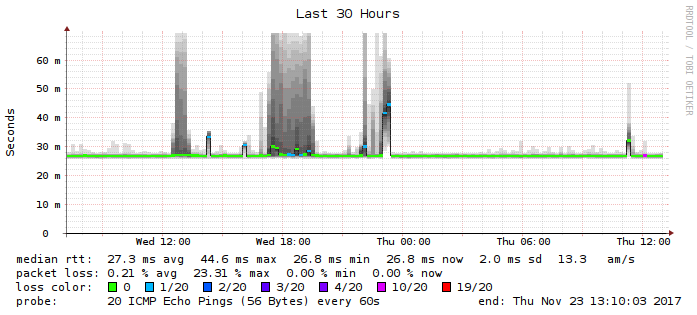 Last 30 Hours
RRDTOOL / TOBI OETIKER
Seconds
60 m
50 m
40 m
30 m
20 m
10 m
0
Wed 12:00 Wed 18:00 Thu 00:00 Thu 06:00 Thu 12:00
median rtt: 27.3 ms avg 44.6 ms max 26.8 ms min 26.8 ms now 2.0 ms sd 13.3 am/s
packet loss: 0.21 % avg 23.31 % max 0.00 % min 0.00 % now
loss color: 0 1/20 2/20 3/20 4/20 10/20 19/20
probe: 20 ICMP Echo Pings (56 Bytes) every 60s end: Thu Nov 23 13:10:03 2017